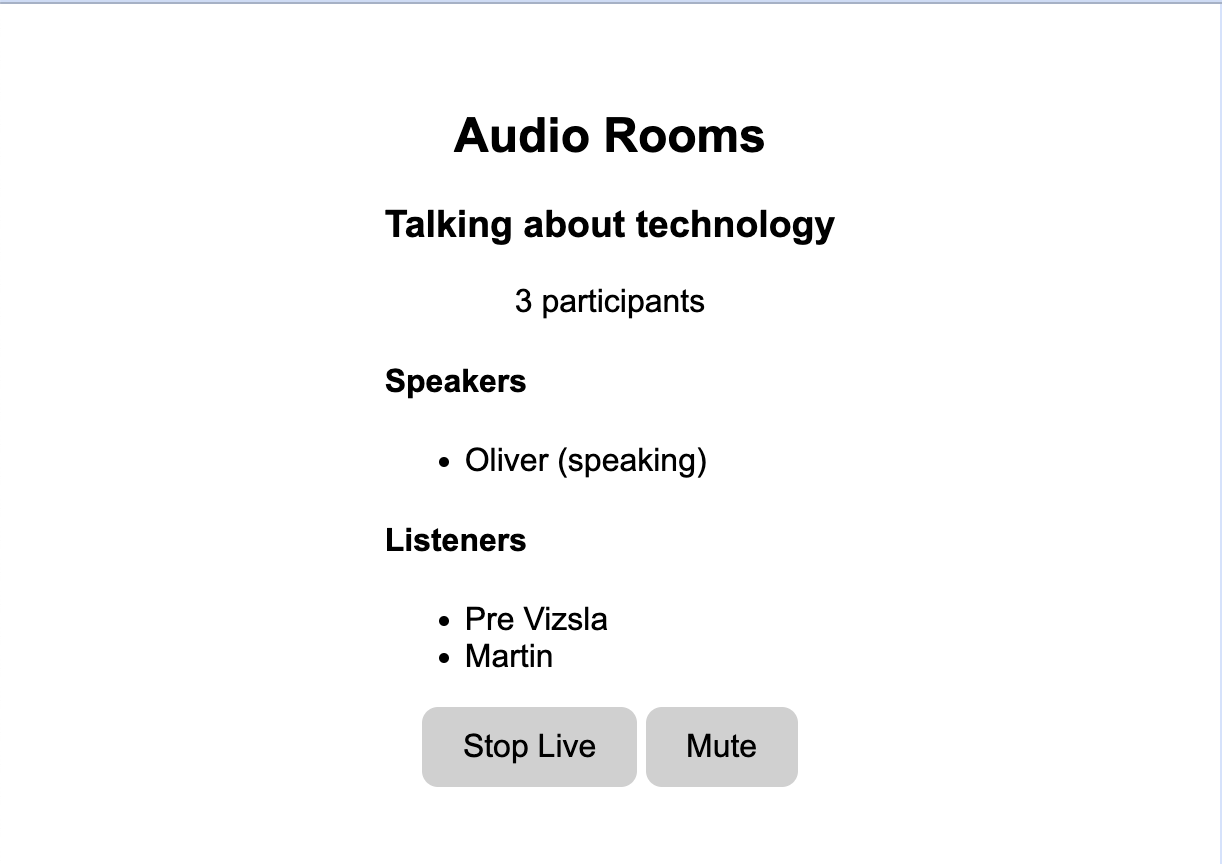 Audio Rooms
Talking about technology
3 participants
Speakers
• Oliver (speaking)
Listeners
• Pre Vizsla
• Martin
Stop Live Mute